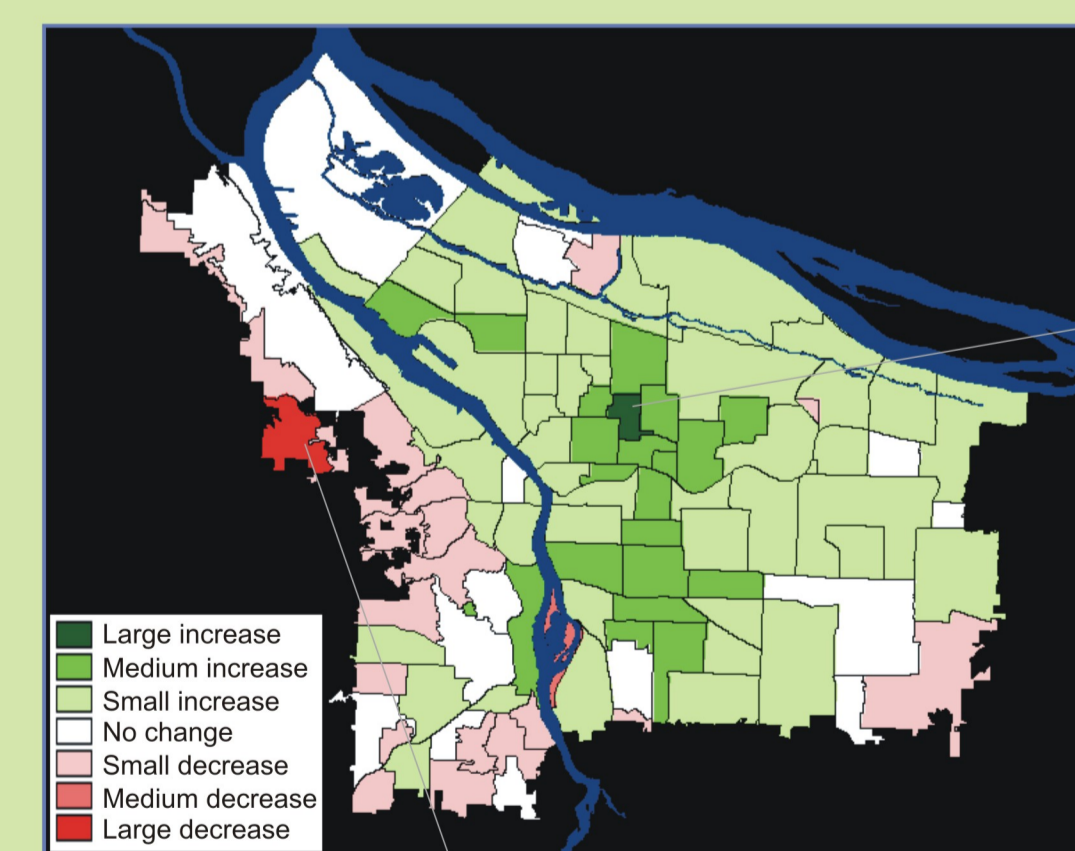 Large increase
Medium increase
Small increase
No change
Small decrease
Medium decrease
Large decrease